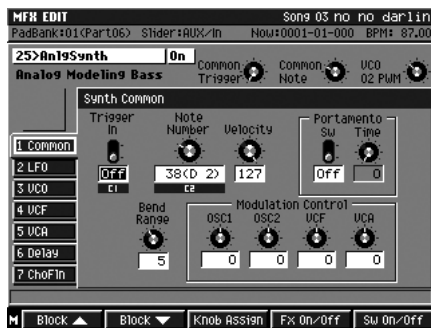 MFX EDIT Song 03 no no darlin
PadBank:01(Part06) Slider:AUX/In Now:0001-01-000 BPM: 87.00
25>AnlgSynth On
Analog Modeling Bass
Common Trigger
Common Note
VCO O2 PWM
Synth Common
Trigger In
Note Number
Velocity
Portamento
Sw Time
Off 38(D 2) 127 Off 0
C1 C2
1 Common
2 LFO
3 VCO
4 VCF
5 VCA
6 Delay
7 ChoFln
Bend Range
Modulation Control
OSC1 OSC2 VCF VCA
5 0 0 0 0
M Block ▲ Block ▼ Knob Assign FX On/Off Sw On/Off